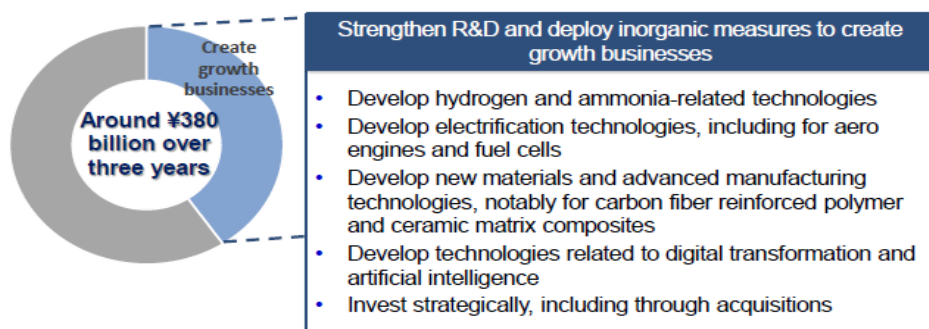 Create
growth
businesses
Around ¥380
billion over
three years
Strengthen R&D and deploy inorganic measures to create
growth businesses
• Develop hydrogen and ammonia-related technologies
• Develop electrification technologies, including for aero
engines and fuel cells
• Develop new materials and advanced manufacturing
technologies, notably for carbon fiber reinforced polymer
and ceramic matrix composites
• Develop technologies related to digital transformation and
artificial intelligence
• Invest strategically, including through acquisitions